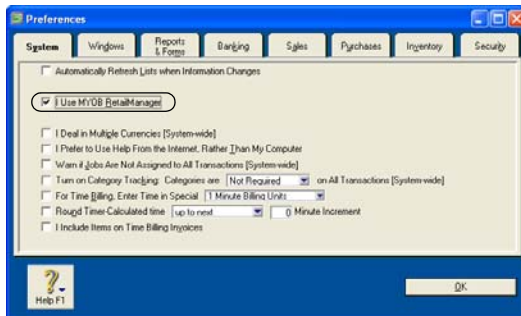 Preferences
System
Windows
Reports
& Forms
Banking
Sales
Purchases
Inventory
Security
Automatically Refresh Lists when Information Changes
I Use MYOB RetailManager
I Deal in Multiple Currencies [System-wide]
I Prefer to Use Help From the Internet, Rather Than My Computer
Warn if Jobs Are Not Assigned to All Transactions [System-wide]
Turn on Category Tracking: Categories are Not Required on All Transactions [System-wide]
For Time Billing, Enter Time in Special 1 Minute Billing Units
Round Timer-Calculated time up to next 0 Minute Increment
I Include Items on Time Billing Invoices
Help F1
OK